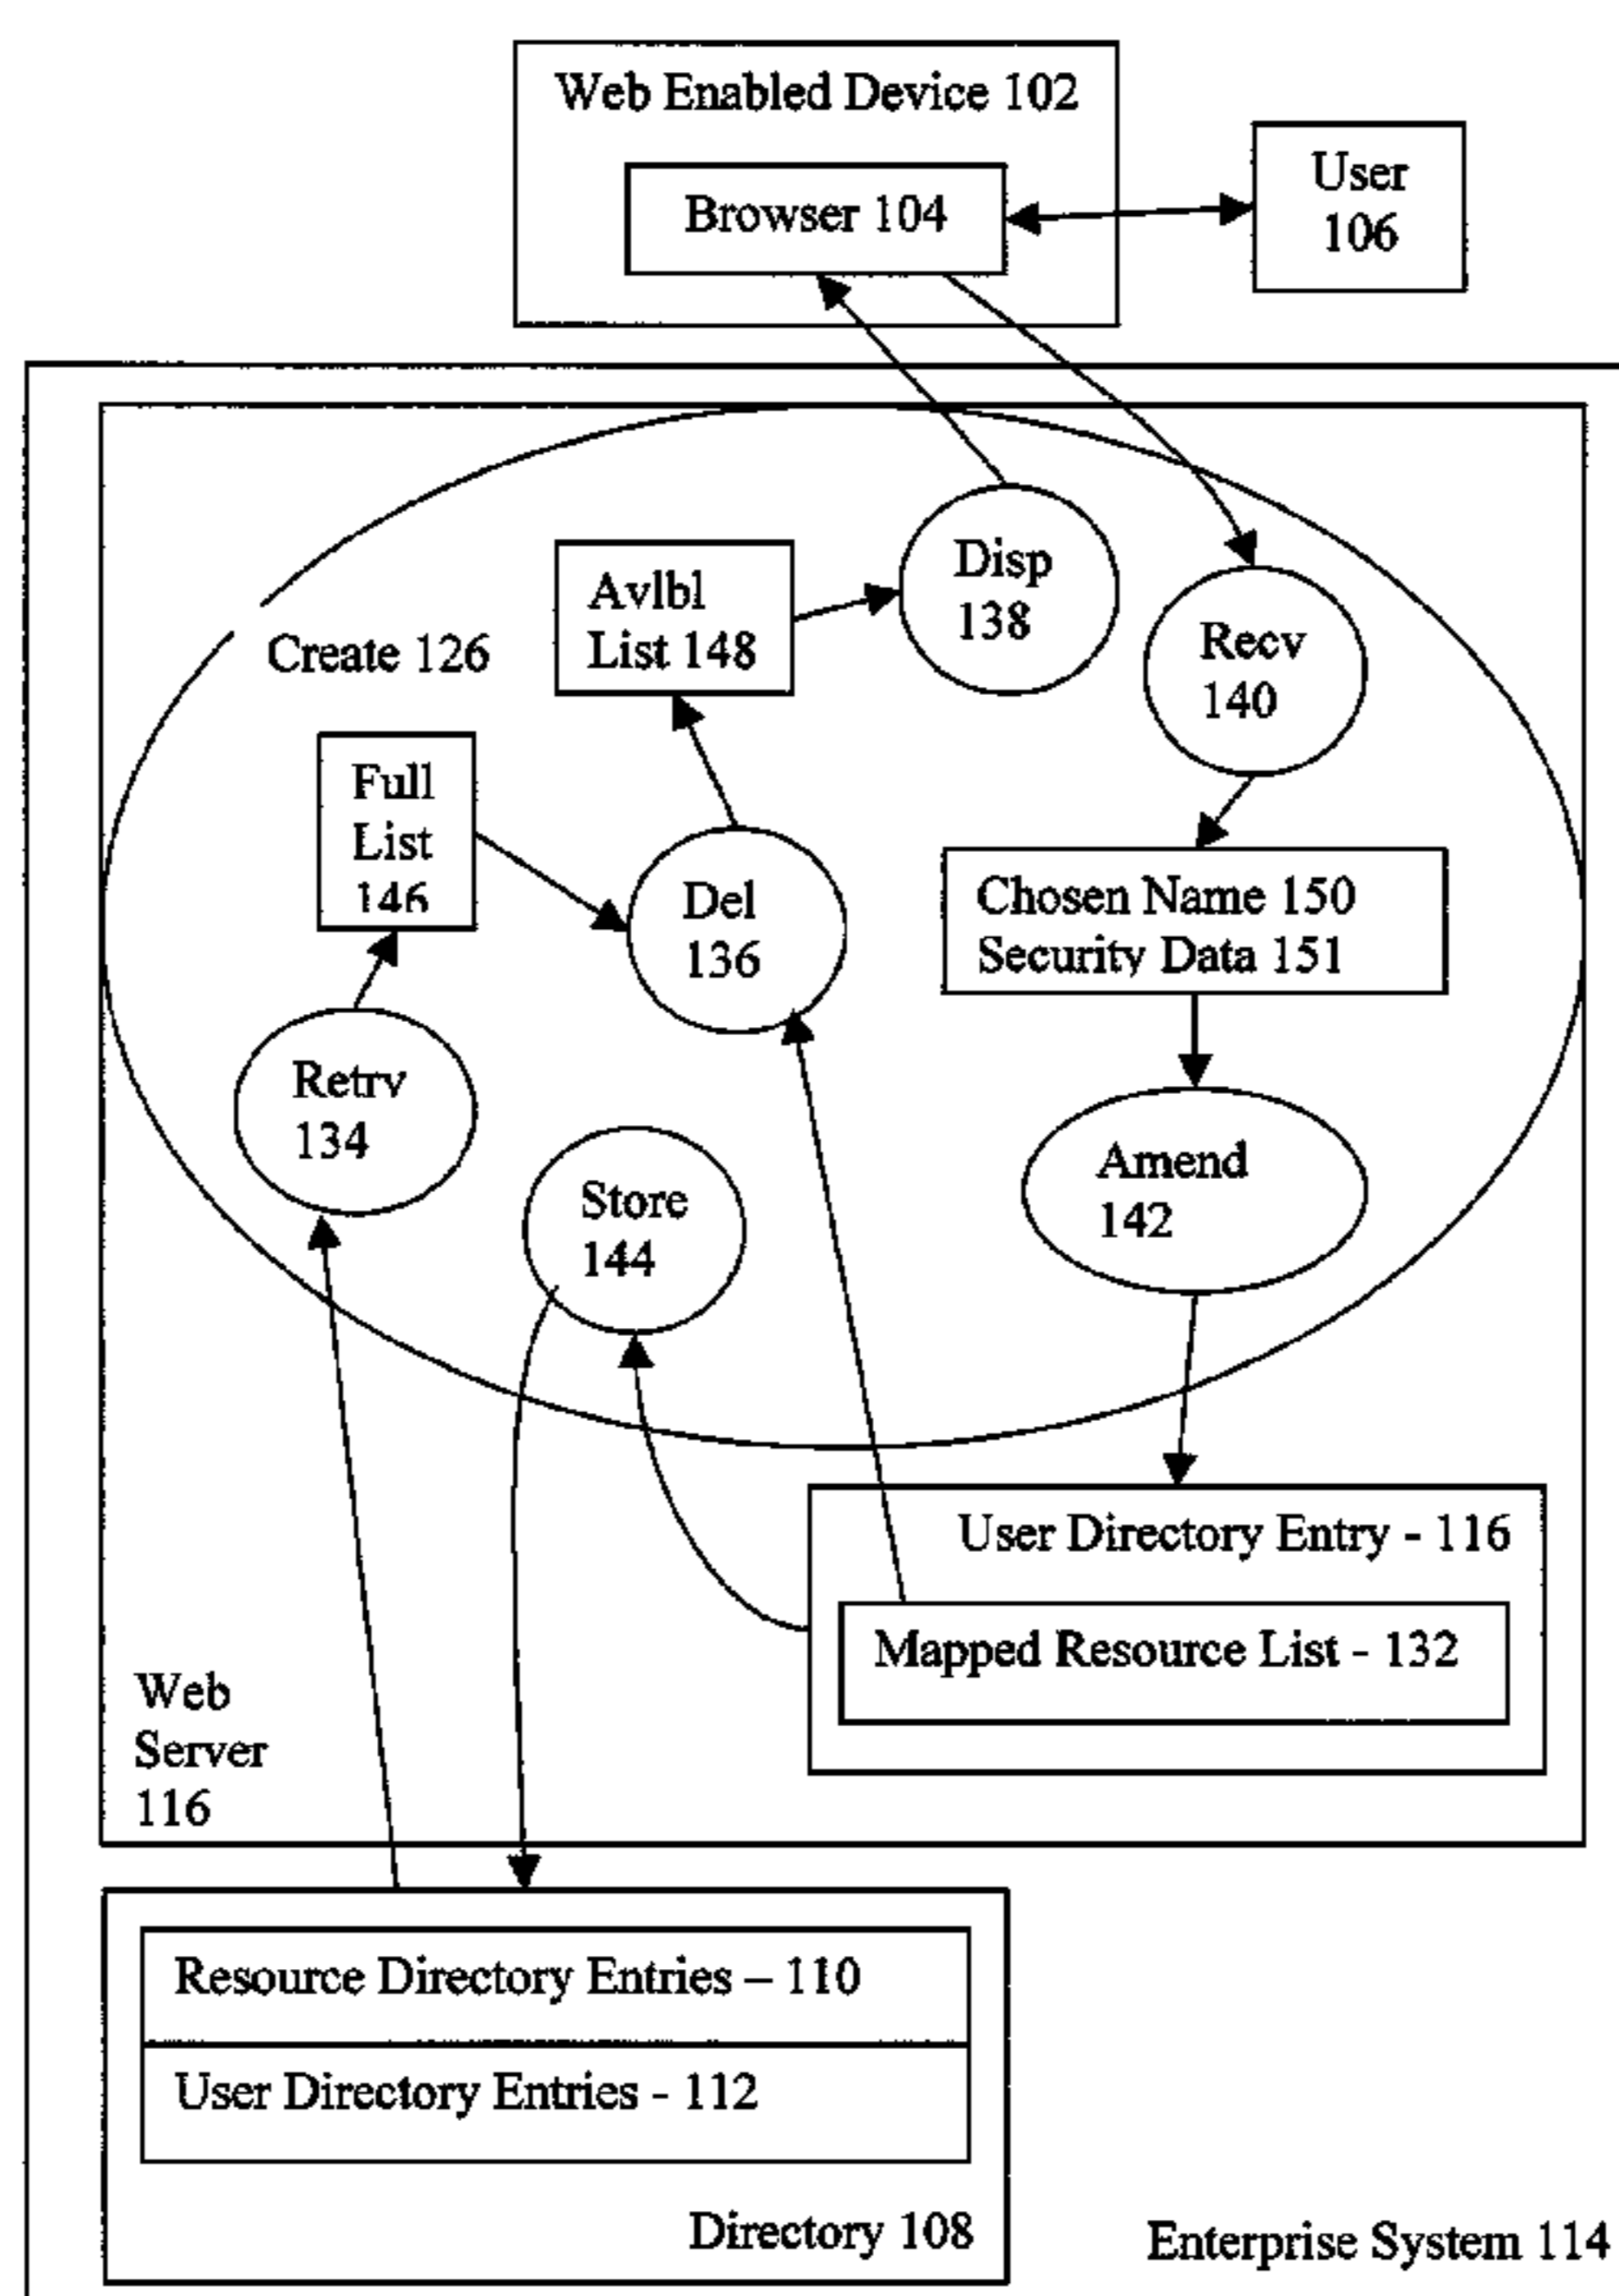 Web Enabled Device 102
Browser 104
User
106
Disp
138
Avlbl
List 148
Recv
140
Create 126
Full
List
146
Del
136
Chosen Name 150
Security Data 151
Retrv
134
Store
144
Amend
142
User Directory Entry - 116
Mapped Resource List - 132
Web
Server
116
Resource Directory Entries – 110
User Directory Entries - 112
Directory 108
Enterprise System 114